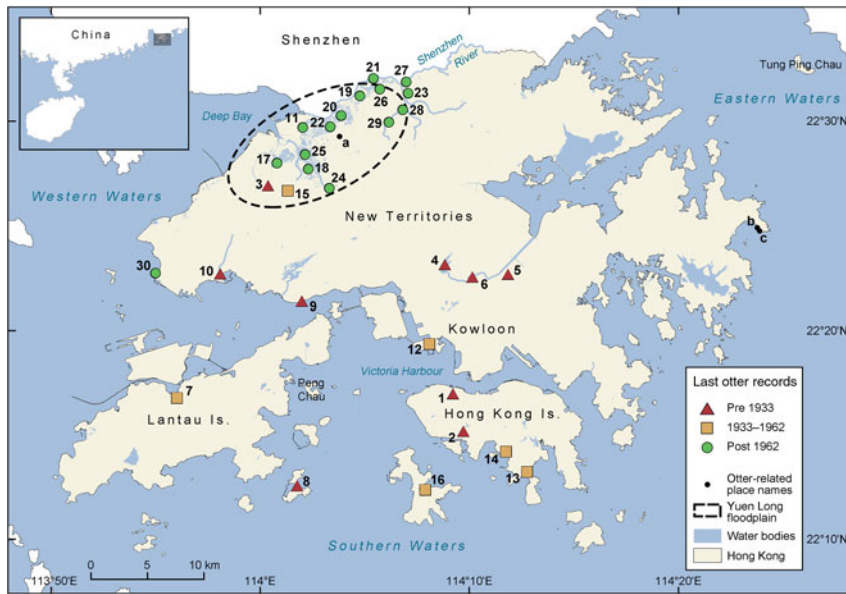 China
Shenzhen
Shenzhen
River
Tung Ping Chau
Eastern Waters
Deep Bay
21
27
19
26
23
20
11
22
28
29
a
22°30'
25
17
18
24
3
15
Western Waters
New Territories
b
c
30
10
4
5
6
9
Kowloon
22°20'
12
Victoria Harbour
7
Peng
Chau
Lantau Is.
1
Hong Kong Is.
2
14
13
8
16
Southern Waters
22°10'
Last otter records
Pre 1933
1933–1962
Post 1962
Otter-related
place names
Yuen Long
floodplain
Water bodies
Hong Kong
0 5 10 km
113°50'E
114°E
114°10'E
114°20'E